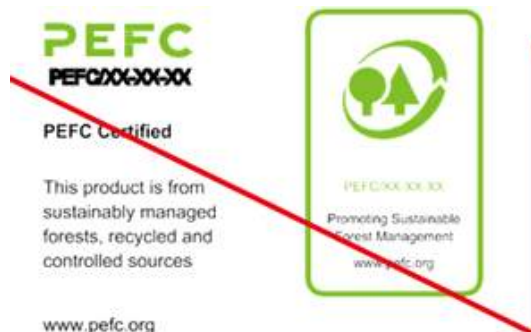 PEFC
PEFC/XX-XX-XX
PEFC Certified
This product is from
sustainably managed
forests, recycled and
controlled sources
www.pefc.org
PEFC/XX-XX-XX
Promoting Sustainable
Forest Management
www.pefc.org